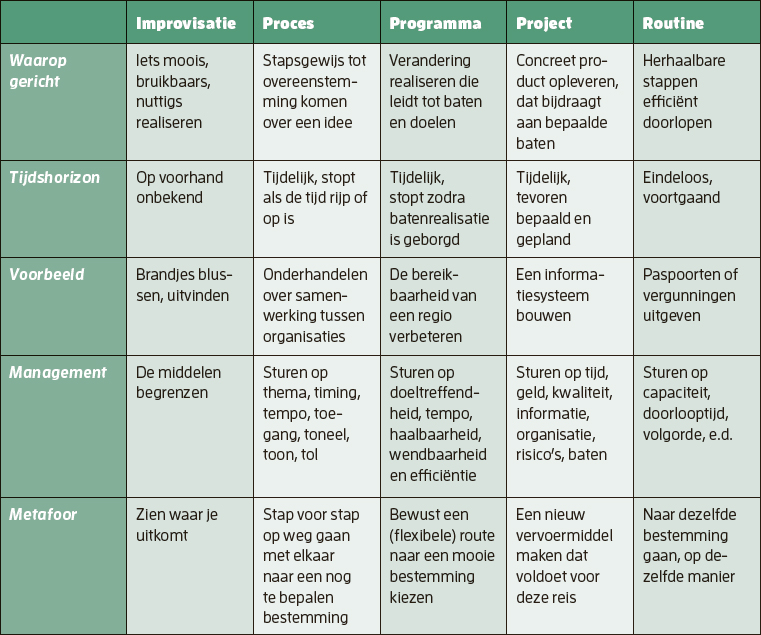 Improvisatie
Proces
Programma
Project
Routine
Waarop
gericht
Iets moois,
bruikbaars,
nuttigs
realiseren
Stapsgewijs tot
overeenstem-
ming komen
over een idee
Verandering
realiseren die
leidt tot baten
en doelen
Concreet pro-
duct opleveren,
dat bijdraagt
aan bepaalde
baten
Herhaalbare
stappen
efficiënt
doorlopen
Tijdshorizon
Op voorhand
onbekend
Tijdelijk, stopt
als de tijd rijp of
op is
Tijdelijk,
stopt zodra
batenrealisatie
is geborgd
Tijdelijk,
tevoren
bepaald en
gepland
Eindeloos,
voortgaand
Voorbeeld
Brandjes blus-
sen, uitvinden
Onderhandelen
over samen-
werking tussen
organisaties
De bereik-
baarheid van
een regio
verbeteren
Een informa-
tiesysteem
bouwen
Paspoorten of
vergunningen
uitgeven
Management
De middelen
begrenzen
Sturen op
thema, timing,
tempo, toe-
gang, toneel,
toon, tol
Sturen op
doeltreffend-
heid, tempo,
haalbaarheid,
wendbaarheid
en efficiëntie
Sturen op tijd,
geld, kwaliteit,
informatie,
organisatie,
risico's, baten
Sturen op
capaciteit,
doorlooptijd,
volgorde, e.d.
Metafoor
Zien waar je
uitkomt
Stap voor stap
op weg gaan
met elkaar
naar een nog
te bepalen
bestemming
Bewust een
(flexibele) route
naar een mooie
bestemming
kiezen
Een nieuw
vervoermiddel
maken dat
voldoet voor
deze reis
Naar dezelfde
bestemming
gaan, op de-
zelfde manier